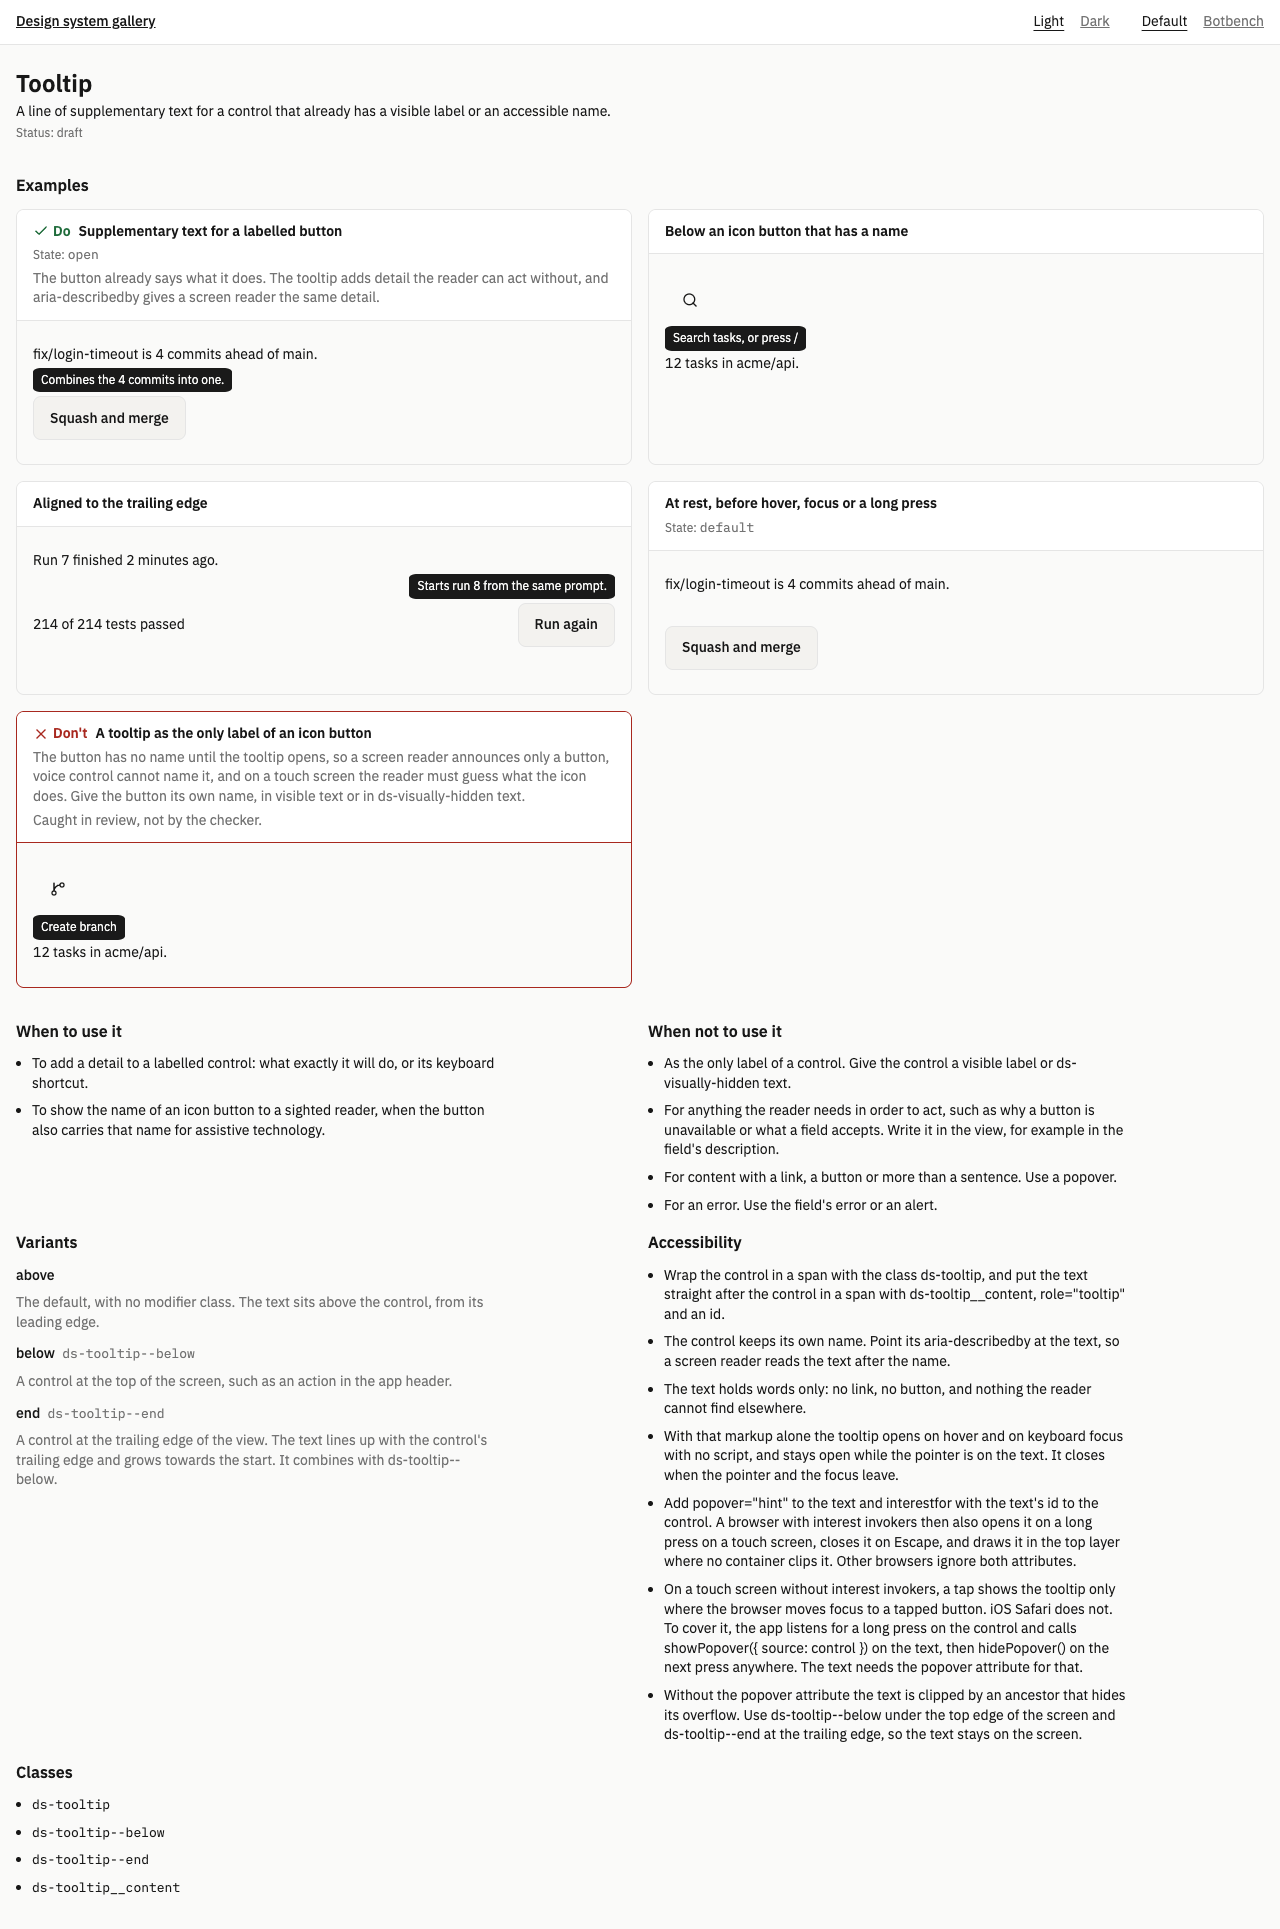 Design system gallery
Light Dark Default Botbench
Tooltip
A line of supplementary text for a control that already has a visible label or an accessible name.
Status: draft
Examples
Do Supplementary text for a labelled button
State: open
The button already says what it does. The tooltip adds detail the reader can act without, and
aria-describedby gives a screen reader the same detail.
fix/login-timeout is 4 commits ahead of main.
Combines the 4 commits into one.
Squash and merge
Below an icon button that has a name
Search tasks, or press /
12 tasks in acme/api.
Aligned to the trailing edge
Run 7 finished 2 minutes ago.
Starts run 8 from the same prompt.
214 of 214 tests passed
Run again
At rest, before hover, focus or a long press
State: default
fix/login-timeout is 4 commits ahead of main.
Squash and merge
Don't A tooltip as the only label of an icon button
The button has no name until the tooltip opens, so a screen reader announces only a button,
voice control cannot name it, and on a touch screen the reader must guess what the icon
does. Give the button its own name, in visible text or in ds-visually-hidden text.
Caught in review, not by the checker.
Create branch
12 tasks in acme/api.
When to use it
• To add a detail to a labelled control: what exactly it will do, or its keyboard
shortcut.
• To show the name of an icon button to a sighted reader, when the button
also carries that name for assistive technology.
When not to use it
• As the only label of a control. Give the control a visible label or ds-
visually-hidden text.
• For anything the reader needs in order to act, such as why a button is
unavailable or what a field accepts. Write it in the view, for example in the
field's description.
• For content with a link, a button or more than a sentence. Use a popover.
• For an error. Use the field's error or an alert.
Variants
above
The default, with no modifier class. The text sits above the control, from its
leading edge.
below ds-tooltip--below
A control at the top of the screen, such as an action in the app header.
end ds-tooltip--end
A control at the trailing edge of the view. The text lines up with the control's
trailing edge and grows towards the start. It combines with ds-tooltip--
below.
Accessibility
• Wrap the control in a span with the class ds-tooltip, and put the text
straight after the control in a span with ds-tooltip__content, role="tooltip"
and an id.
• The control keeps its own name. Point its aria-describedby at the text, so
a screen reader reads the text after the name.
• The text holds words only: no link, no button, and nothing the reader
cannot find elsewhere.
• With that markup alone the tooltip opens on hover and on keyboard focus
with no script, and stays open while the pointer is on the text. It closes
when the pointer and the focus leave.
• Add popover="hint" to the text and interestfor with the text's id to the
control. A browser with interest invokers then also opens it on a long
press on a touch screen, closes it on Escape, and draws it in the top layer
where no container clips it. Other browsers ignore both attributes.
• On a touch screen without interest invokers, a tap shows the tooltip only
where the browser moves focus to a tapped button. iOS Safari does not.
To cover it, the app listens for a long press on the control and calls
showPopover({ source: control }) on the text, then hidePopover() on the
next press anywhere. The text needs the popover attribute for that.
• Without the popover attribute the text is clipped by an ancestor that hides
its overflow. Use ds-tooltip--below under the top edge of the screen and
ds-tooltip--end at the trailing edge, so the text stays on the screen.
Classes
• ds-tooltip
• ds-tooltip--below
• ds-tooltip--end
• ds-tooltip__content